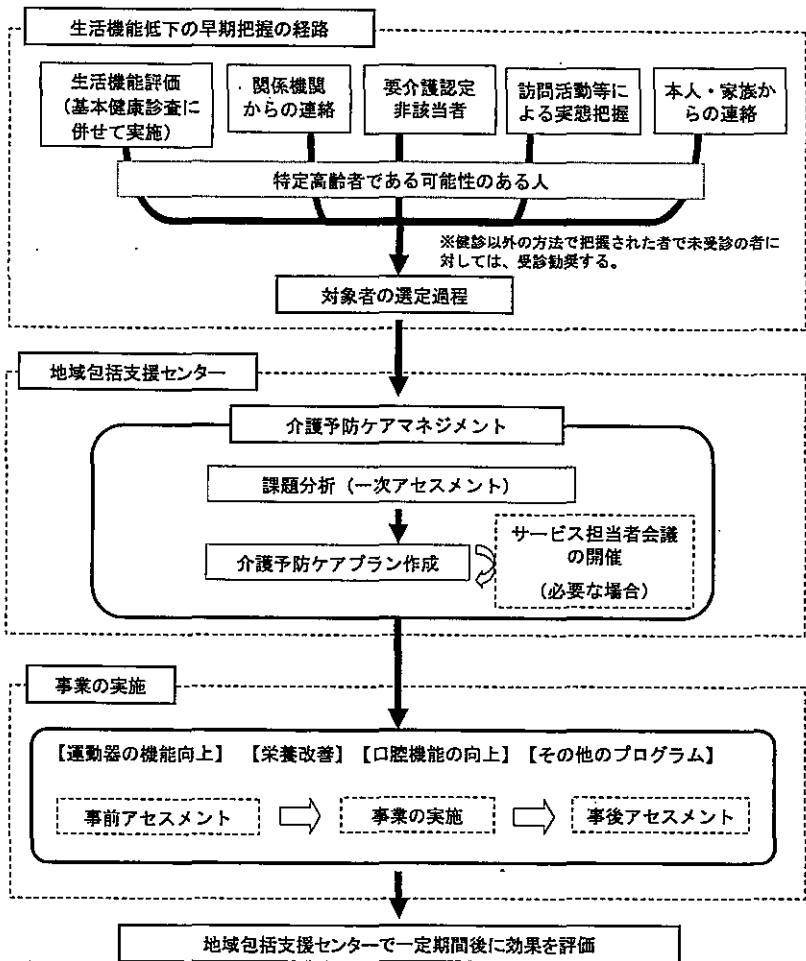 生活機能低下の早期把握の経路
生活機能評価
（基本健康診査に
併せて実施）
関係機関
からの連絡
要介護認定
非該当者
訪問活動等に
よる実態把握
本人・家族か
らの連絡
特定高齢者である可能性のある人
※健診以外の方法で把握された者で未受診の者に
対しては、受診勧奨する。
対象者の選定過程
地域包括支援センター
介護予防ケアマネジメント
課題分析（一次アセスメント）
介護予防ケアプラン作成
サービス担当者会議
の開催
（必要な場合）
事業の実施
【運動器の機能向上】 【栄養改善】 【口腔機能の向上】 【その他のプログラム】
事前アセスメント
事業の実施
事後アセスメント
地域包括支援センターで一定期間後に効果を評価